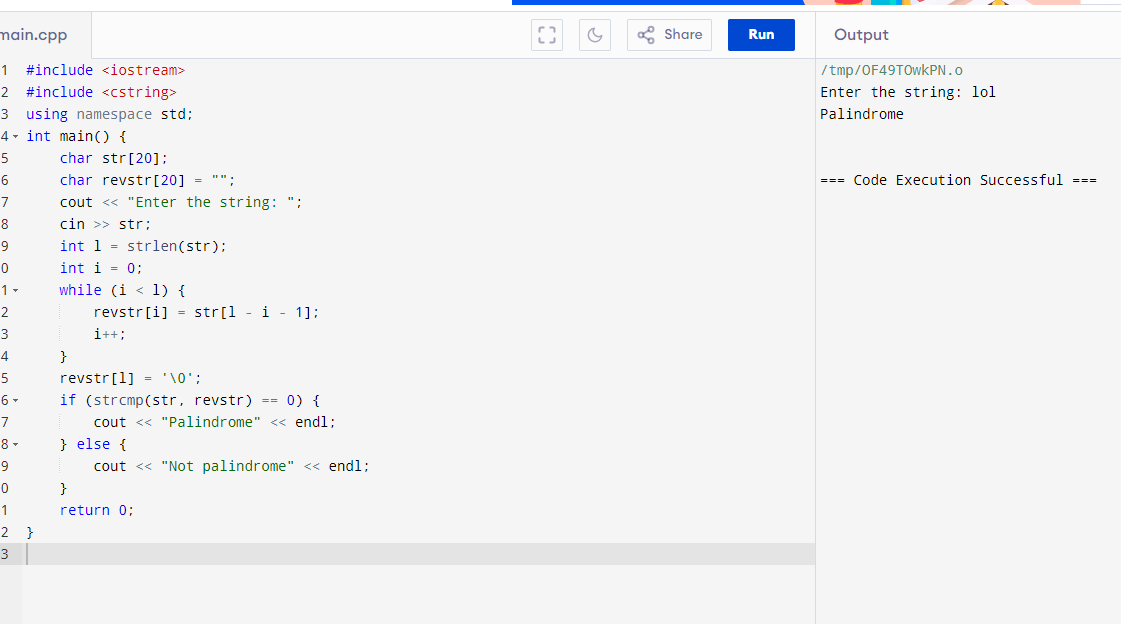 main.cpp
Share
Run
Output
1 #include <iostream>
2 #include <cstring>
3 using namespace std;
4 int main() {
5     char str[20];
6     char revstr[20] = "";
7     cout << "Enter the string: ";
8     cin >> str;
9     int l = strlen(str);
0     int i = 0;
1     while (i < l) {
2         revstr[i] = str[l - i - 1];
3         i++;
4     }
5     revstr[l] = '\0';
6     if (strcmp(str, revstr) == 0) {
7         cout << "Palindrome" << endl;
8     } else {
9         cout << "Not palindrome" << endl;
0     }
1     return 0;
2 }
3
/tmp/OF49TOwkPN.o
Enter the string: lol
Palindrome
=== Code Execution Successful ===